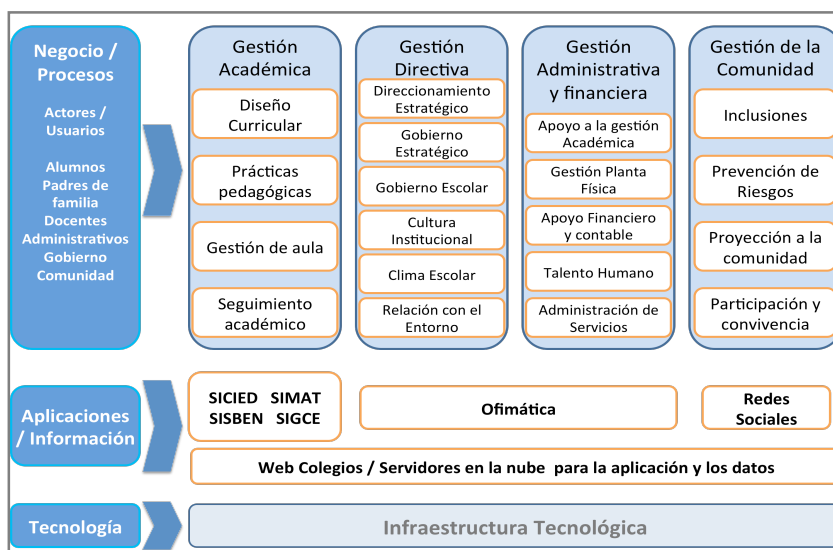 Negocio /
Procesos
Actores /
Usuarios
Alumnos
Padres de
familia
Docentes
Administrativos
Gobierno
Comunidad
Gestión
Académica
Diseño
Curricular
Prácticas
pedagógicas
Gestión de aula
Seguimiento
académico
Gestión
Directiva
Direccionamiento
Estratégico
Gobierno
Estratégico
Gobierno Escolar
Cultura
Institucional
Clima Escolar
Relación con el
Entorno
Gestión
Administrativa
y financiera
Apoyo a la gestión
Académica
Gestión Planta
Física
Apoyo Financiero
y contable
Talento Humano
Administración de
Servicios
Gestión de la
Comunidad
Inclusiones
Prevención de
Riesgos
Proyección a la
comunidad
Participación y
convivencia
Aplicaciones
/ Información
SICIED SIMAT
SISBEN SIGCE
Ofimática
Redes
Sociales
Web Colegios / Servidores en la nube para la aplicación y los datos
Tecnología
Infraestructura Tecnológica